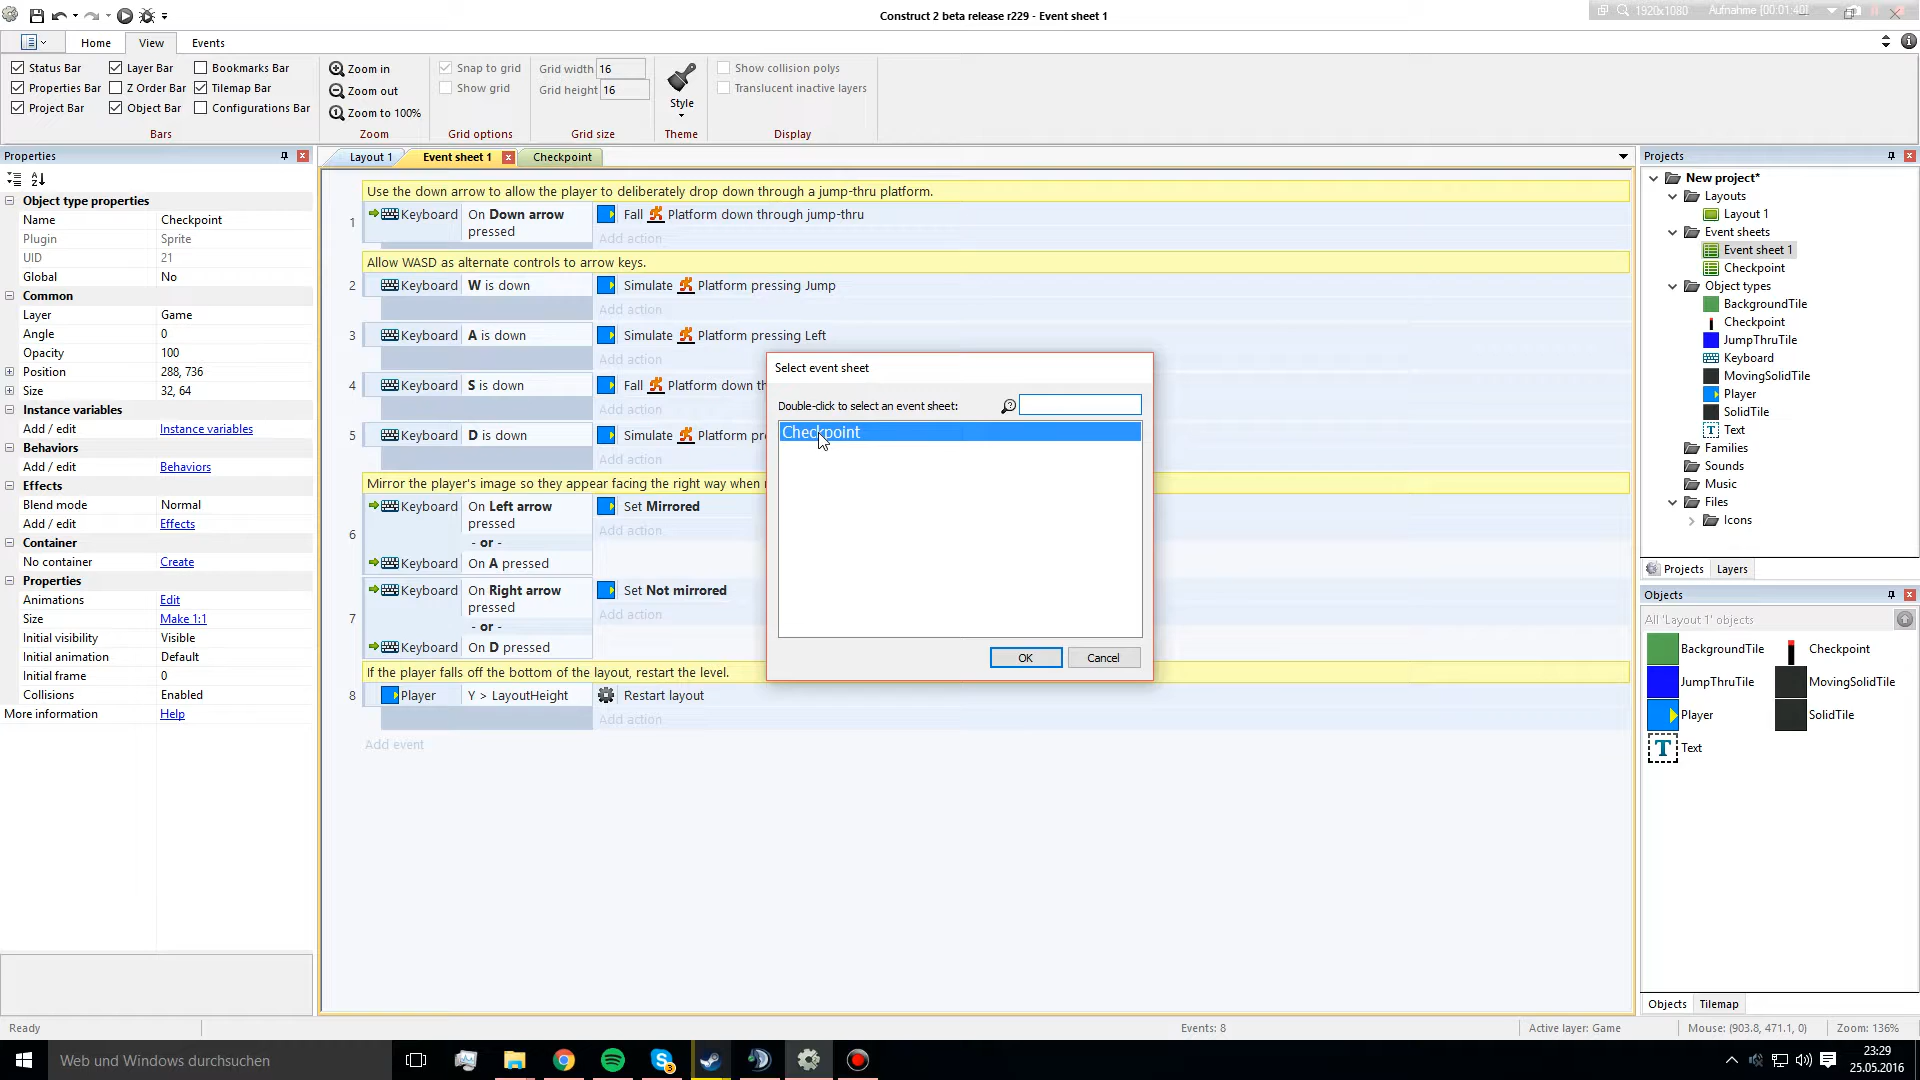 Construct 2 beta release r229 - Event sheet 1
1920x1080 Aufnahme [00:01:40]
Home View Events
Status Bar Layer Bar Bookmarks Bar
Properties Bar Z Order Bar Tilemap Bar
Project Bar Object Bar Configurations Bar
Bars
Zoom in
Zoom out
Zoom to 100%
Zoom
Snap to grid
Show grid
Grid options
Grid width 16
Grid height 16
Grid size
Style
Theme
Show collision polys
Translucent inactive layers
Display
Properties
Object type properties
Name Checkpoint
Plugin Sprite
UID 21
Global No
Common
Layer Game
Angle 0
Opacity 100
Position 288, 736
Size 32, 64
Instance variables
Add / edit Instance variables
Behaviors
Add / edit Behaviors
Effects
Blend mode Normal
Add / edit Effects
Container
No container Create
Properties
Animations Edit
Size Make 1:1
Initial visibility Visible
Initial animation Default
Initial frame 0
Collisions Enabled
More information Help
Layout 1 Event sheet 1 Checkpoint
Use the down arrow to allow the player to deliberately drop down through a jump-thru platform.
1 Keyboard On Down arrow pressed Fall Platform down through jump-thru
Add action
Allow WASD as alternate controls to arrow keys.
2 Keyboard W is down Simulate Platform pressing Jump
Add action
3 Keyboard A is down Simulate Platform pressing Left
Add action
4 Keyboard S is down Fall Platform down th
Add action
5 Keyboard D is down Simulate Platform pr
Add action
Mirror the player's image so they appear facing the right way when
6 Keyboard On Left arrow pressed Set Mirrored
- or - Add action
Keyboard On A pressed
7 Keyboard On Right arrow pressed Set Not mirrored
- or - Add action
Keyboard On D pressed
If the player falls off the bottom of the layout, restart the level.
8 Player Y > LayoutHeight Restart layout
Add action
Add event
Select event sheet
Double-click to select an event sheet:
Checkpoint
OK Cancel
Projects
New project*
Layouts
Layout 1
Event sheets
Event sheet 1
Checkpoint
Object types
BackgroundTile
Checkpoint
JumpThruTile
Keyboard
MovingSolidTile
Player
SolidTile
Text
Families
Sounds
Music
Files
Icons
Projects Layers
Objects
All 'Layout 1' objects
BackgroundTile Checkpoint
JumpThruTile MovingSolidTile
Player SolidTile
T Text
Objects Tilemap
Ready Events: 8 Active layer: Game Mouse: (903.8, 471.1, 0) Zoom: 136%
Web und Windows durchsuchen
3
23:29
25.05.2016